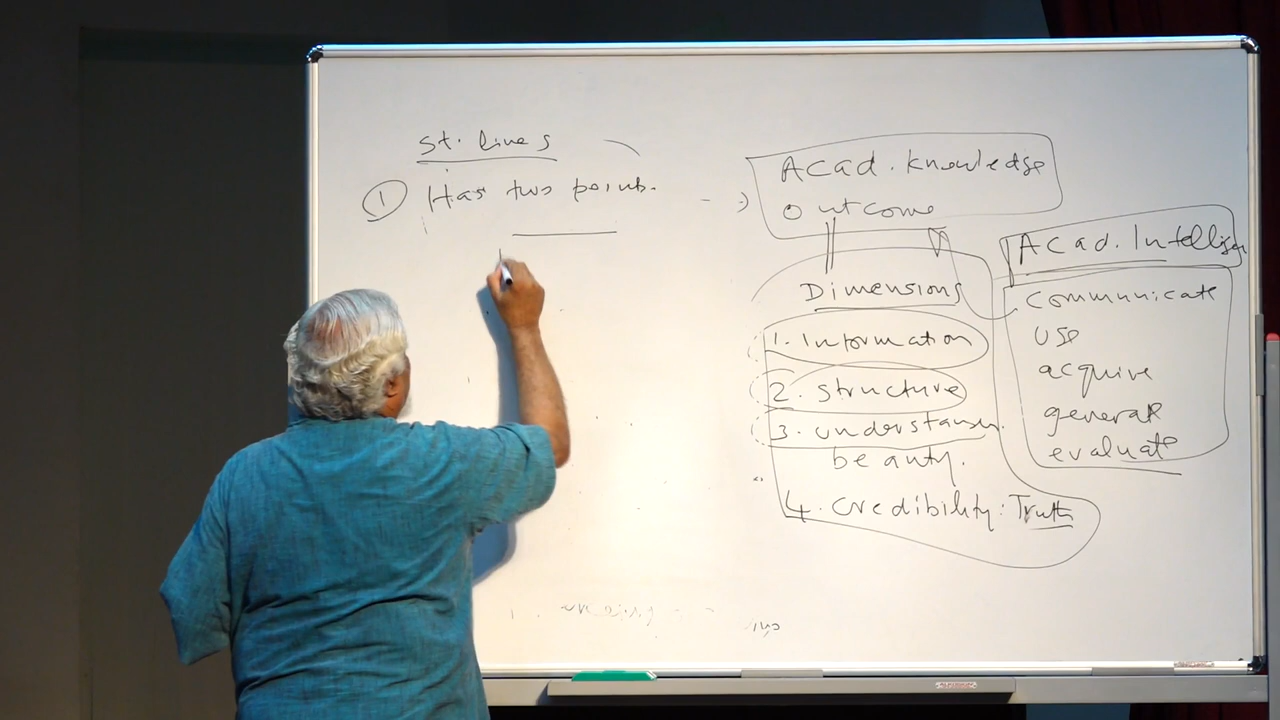 st. lines
① Has two points.
Acad. knowledge
outcome
Dimensions
1. Information
2. structure
3. understandin.
beauty.
4. credibility: Truth
Acad. Intellig
communicate
use
acquire
generate
evaluate